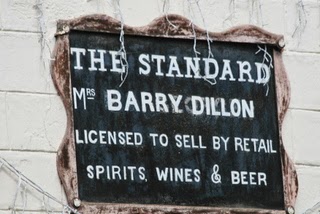 THE STANDARD
MRS BARRY DILLON
LICENSED TO SELL BY RETAIL
SPIRITS, WINES & BEER